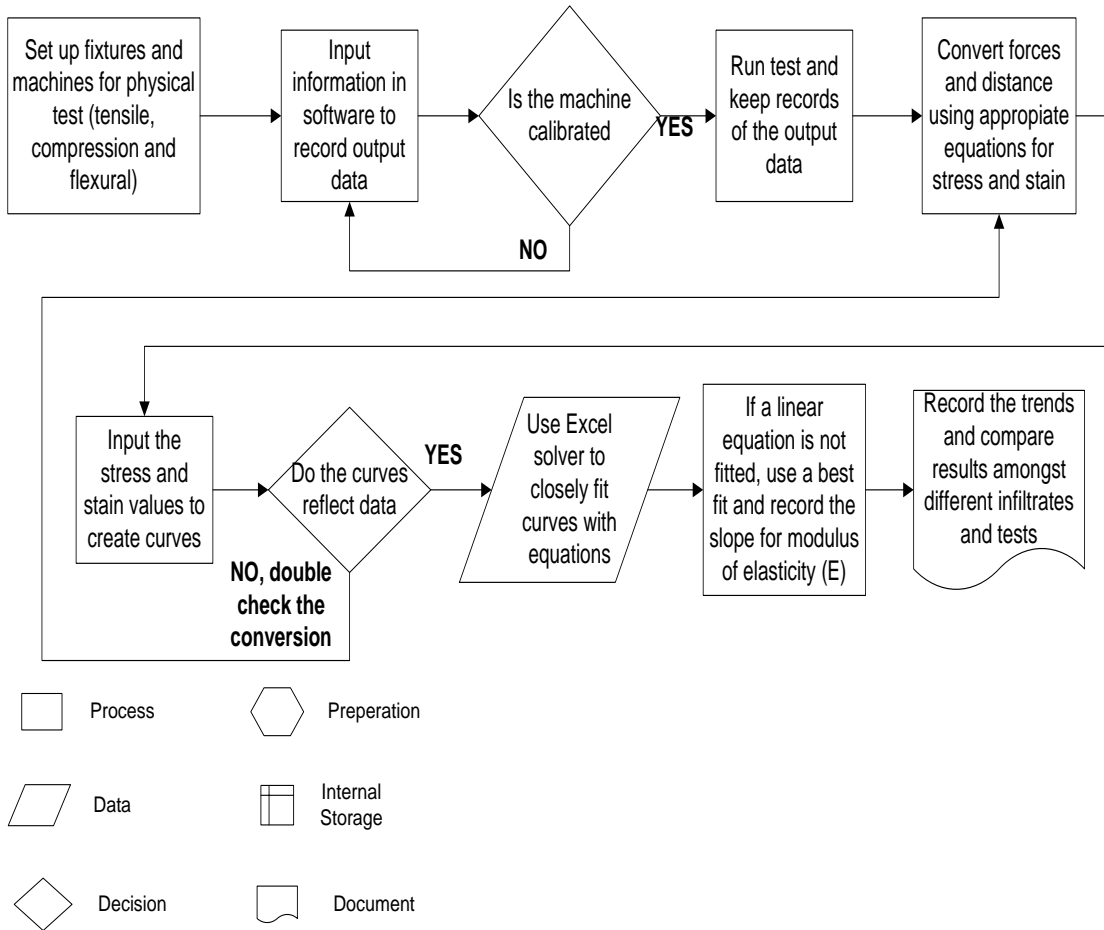 Set up fixtures and
machines for physical
test (tensile,
compression and
flexural)
Input
information in
software to
record output
data
Is the machine
calibrated
YES
NO
Run test and
keep records
of the output
data
Convert forces
and distance
using appropiate
equations for
stress and stain
Input the
stress and
stain values to
create curves
Do the curves
reflect data
YES
NO, double
check the
conversion
Use Excel
solver to
closely fit
curves with
equations
If a linear
equation is not
fitted, use a best
fit and record the
slope for modulus
of elasticity (E)
Record the trends
and compare
results amongst
different infiltrates
and tests
Process
Preperation
Data
Internal
Storage
Decision
Document